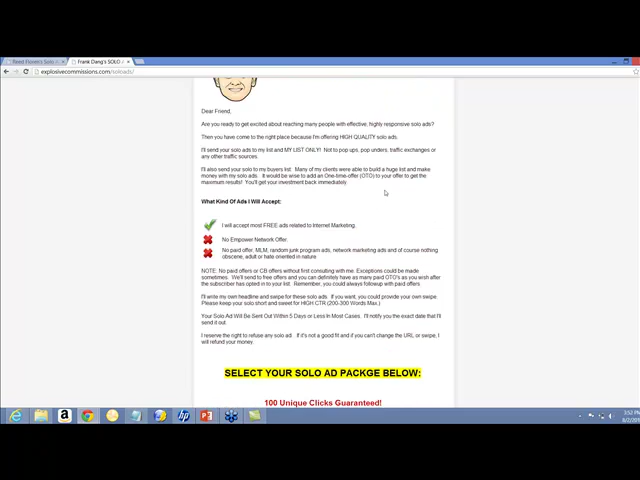 Reed Floren's Solo A
Frank Dang's SOLO A
explosivecommissions.com/soloads/
Dear Friend,
Are you ready to get excited about reaching many people with effective, highly responsive solo ads?
Then you have come to the right place because I'm offering HIGH QUALITY solo ads.
I'll send your solo ads to my list and MY LIST ONLY! Not to pop ups, pop unders, traffic exchanges or
any other traffic sources.
I'll also send your solo to my buyers list. Many of my clients were able to build a huge list and make
money with my solo ads. It would be wise to add an One-time-offer (OTO) to your offer to get the
maximum results! You'll get your investment back immediately.
What Kind Of Ads I Will Accept:
I will accept most FREE ads related to Internet Marketing.
No Empower Network Offer.
No paid offer, MLM, random junk program ads, network marketing ads and of course nothing
obscene, adult or hate oriented in nature.
NOTE: No paid offers or CB offers without first consulting with me. Exceptions could be made
sometimes. We'll send to free offers and you can definitely have as many paid OTO's as you wish after
the subscriber has opted in to your list. Remember, you could always followup with paid offers.
I'll write my own headline and swipe for these solo ads. If you want, you could provide your own swipe.
Please keep your solo short and sweet for HIGH CTR (200-300 Words Max.)
Your Solo Ad Will Be Sent Out Within 5 Days or Less In Most Cases. I'll notify you the exact date that I'll
send it out.
I reserve the right to refuse any solo ad. If it's not a good fit and if you can't change the URL or swipe, I
will refund your money.
SELECT YOUR SOLO AD PACKGE BELOW:
100 Unique Clicks Guaranteed!
a
hp
3:52 PM